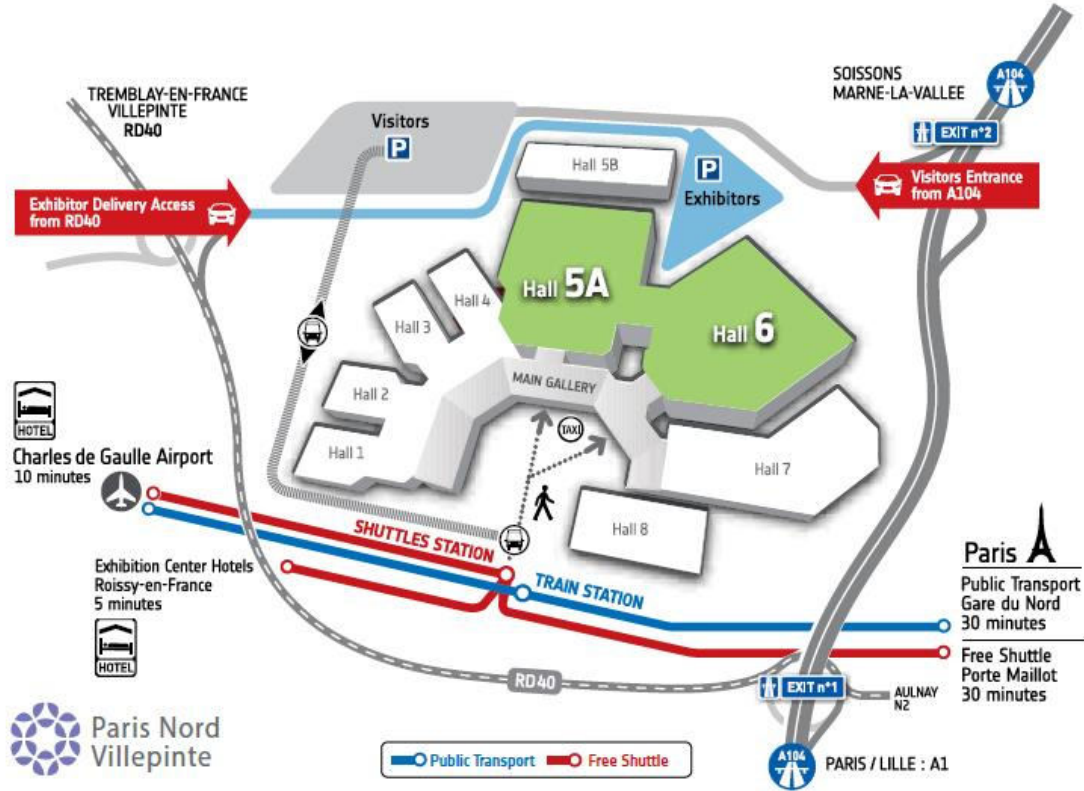 TREMBLAY-EN-FRANCE
VILLEPINTE
RD40
SOISSONS
MARNE-LA-VALLEE
A104
EXIT n°2
Visitors
P
Hall 5B
P
Exhibitors
Exhibitor Delivery Access
from RD40
Visitors Entrance
from A104
Hall 5A
Hall 4
Hall 3
Hall 6
Hall 2
MAIN GALLERY
TAXI
Hall 1
Hall 7
Hall 8
HOTEL
Charles de Gaulle Airport
10 minutes
SHUTTLES STATION
TRAIN STATION
Exhibition Center Hotels
Roissy-en-France
5 minutes
HOTEL
Paris
Public Transport
Gare du Nord
30 minutes
Free Shuttle
Porte Maillot
30 minutes
RD40
EXIT n°1
AULNAY
N2
A104
PARIS / LILLE : A1
Paris Nord
Villepinte
Public Transport
Free Shuttle